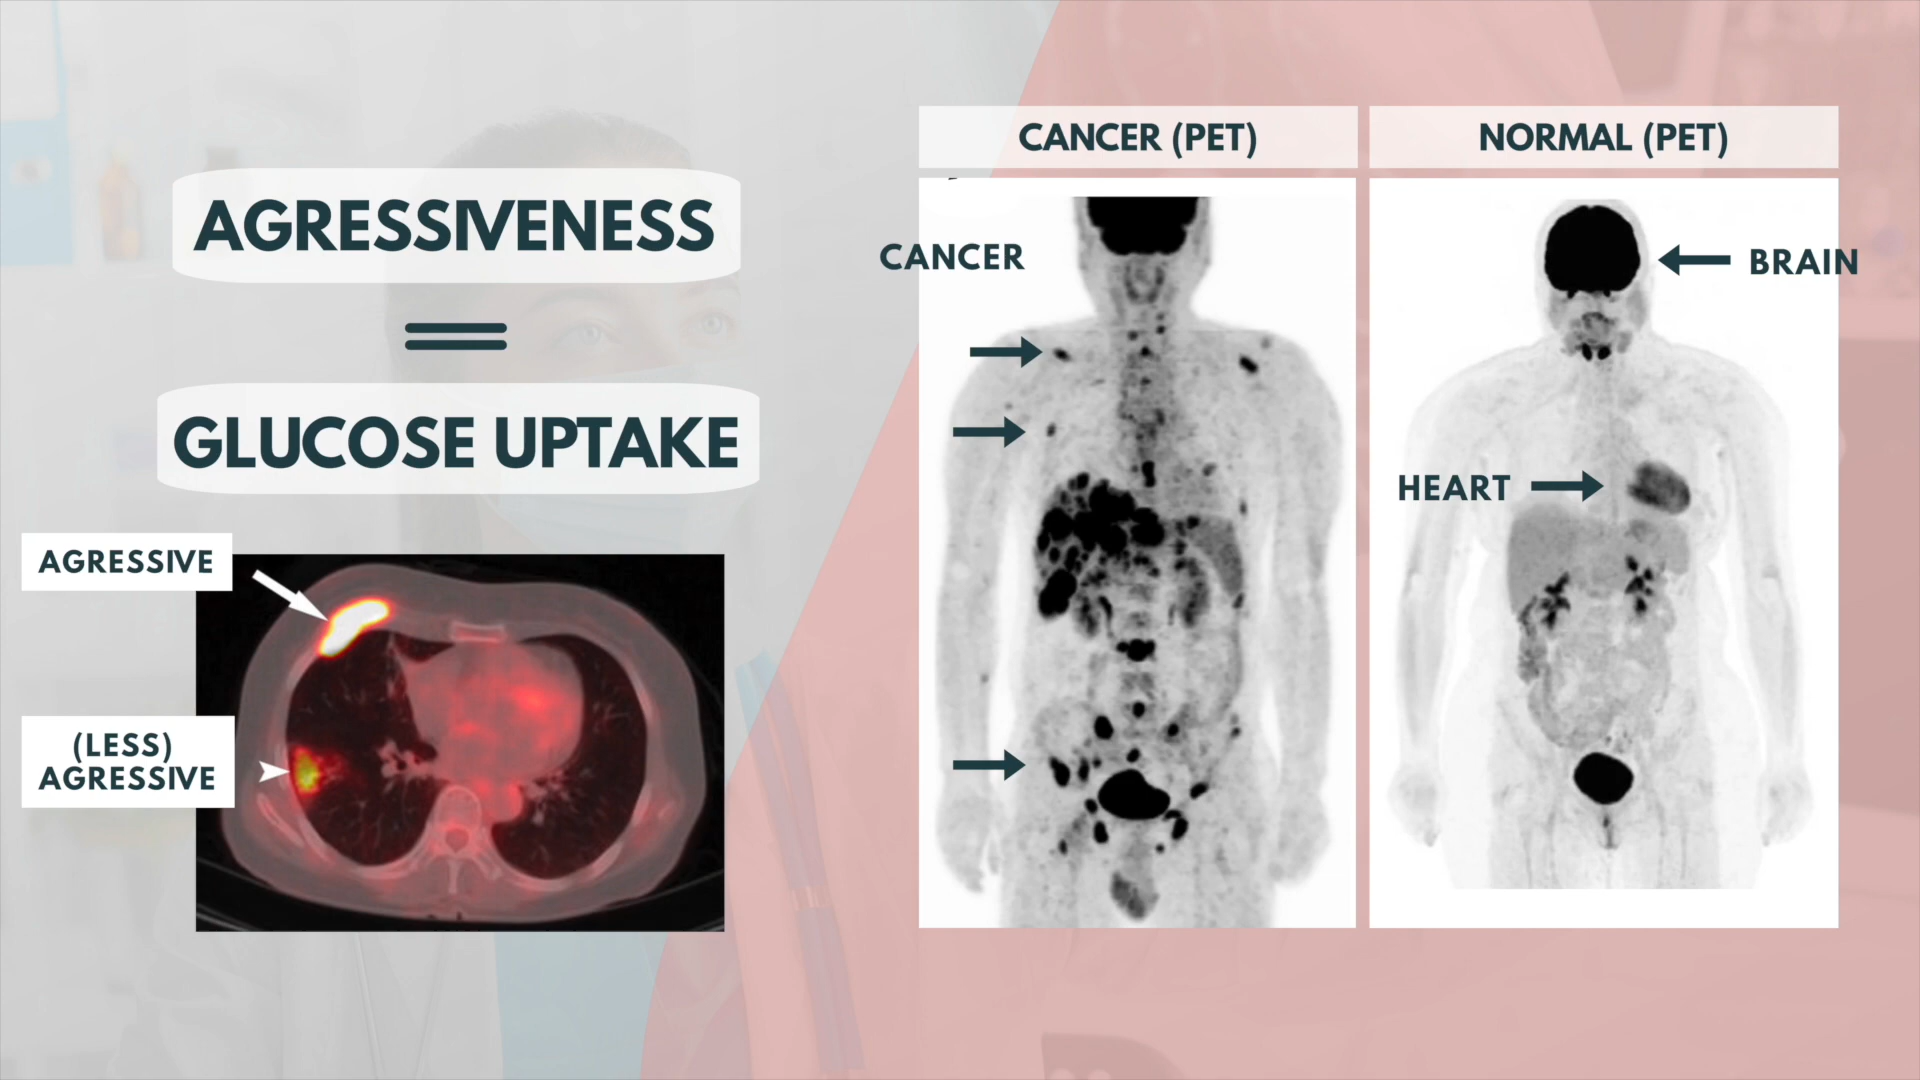 AGRESSIVENESS
GLUCOSE UPTAKE
AGRESSIVE
(LESS)
AGRESSIVE
CANCER (PET)
CANCER
NORMAL (PET)
BRAIN
HEART